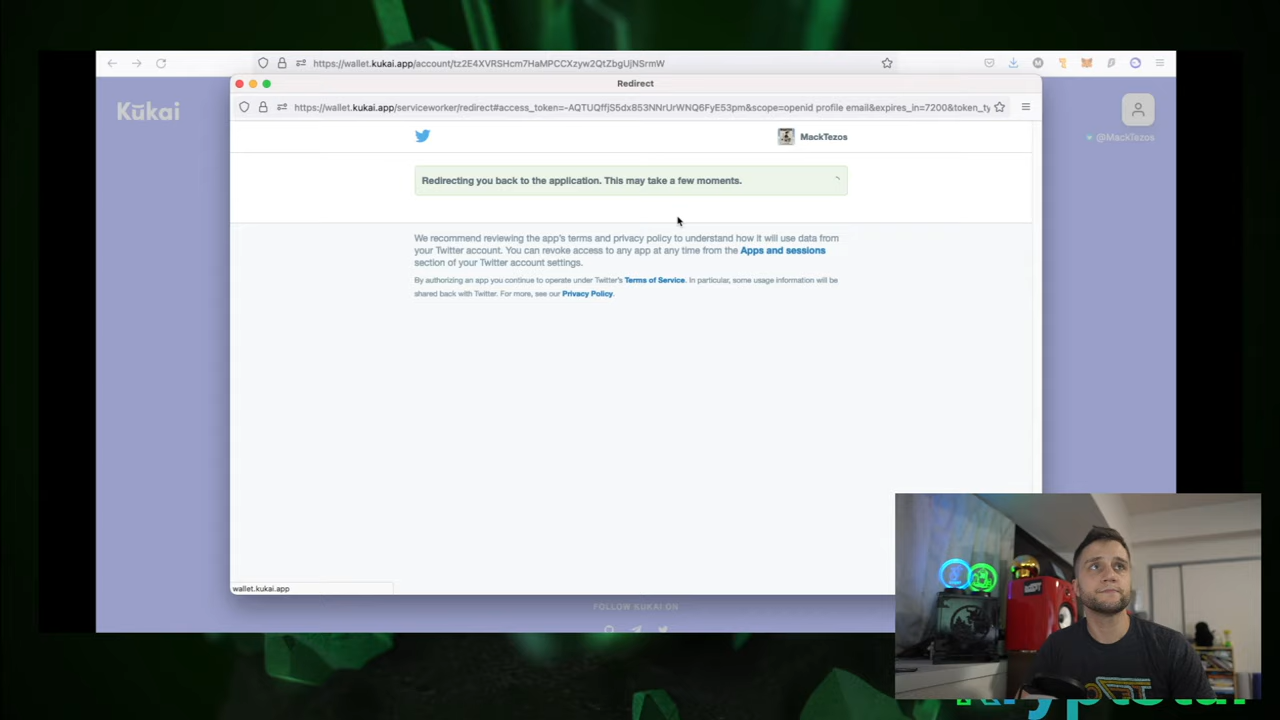 https://wallet.kukai.app/account/tz2E4XVRSHcm7HaMPCCXzyw2QtZbgUjNSrmW
Redirect
https://wallet.kukai.app/serviceworker/redirect#access_token=-AQTUQffjS5dx853NNrUrWNQ6FyE53pm&scope=openid profile email&expires_in=7200&token_ty
Kukai
@MackTezos
MackTezos
Redirecting you back to the application. This may take a few moments.
We recommend reviewing the app's terms and privacy policy to understand how it will use data from
your Twitter account. You can revoke access to any app at any time from the Apps and sessions
section of your Twitter account settings.
By authorizing an app you continue to operate under Twitter's Terms of Service. In particular, some usage information will be
shared back with Twitter. For more, see our Privacy Policy.
wallet.kukai.app
FOLLOW KUKAI ON